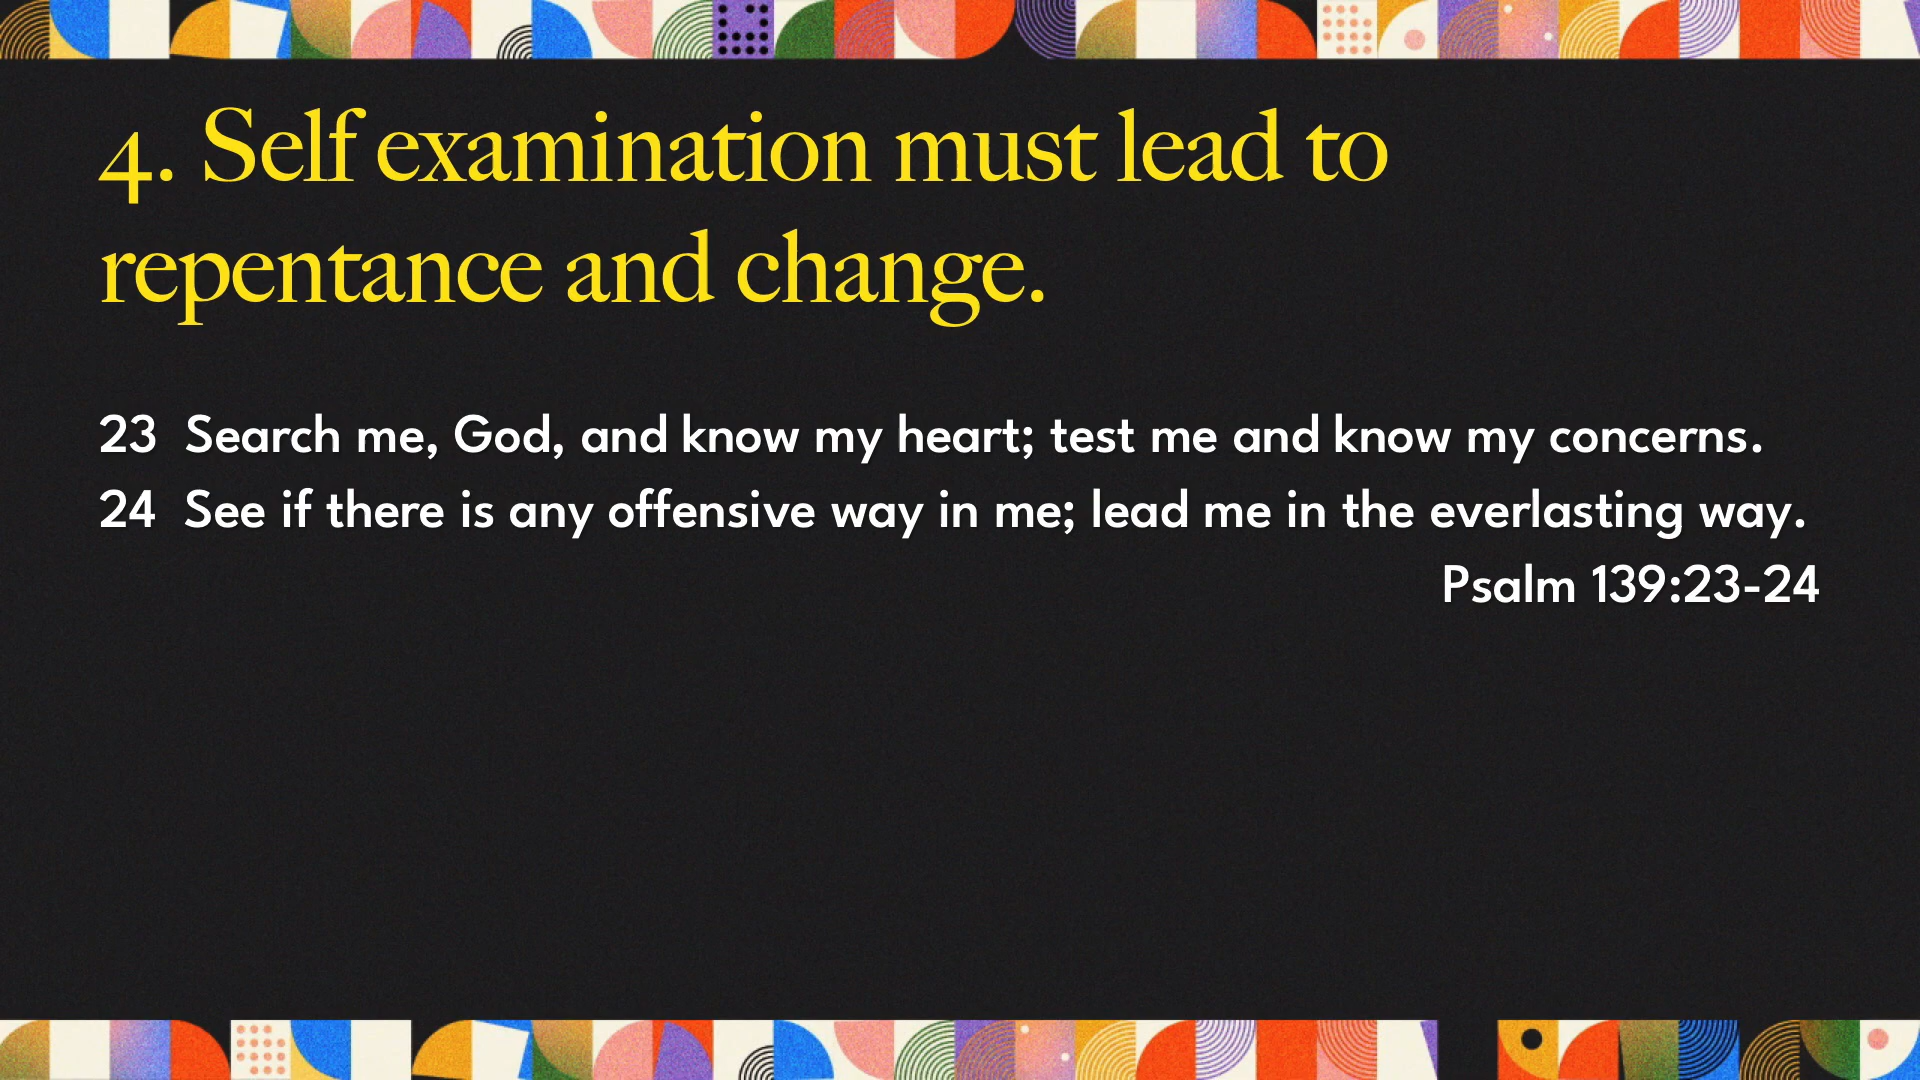 4. Self examination must lead to
repentance and change.
23 Search me, God, and know my heart; test me and know my concerns.
24 See if there is any offensive way in me; lead me in the everlasting way.
Psalm 139:23-24